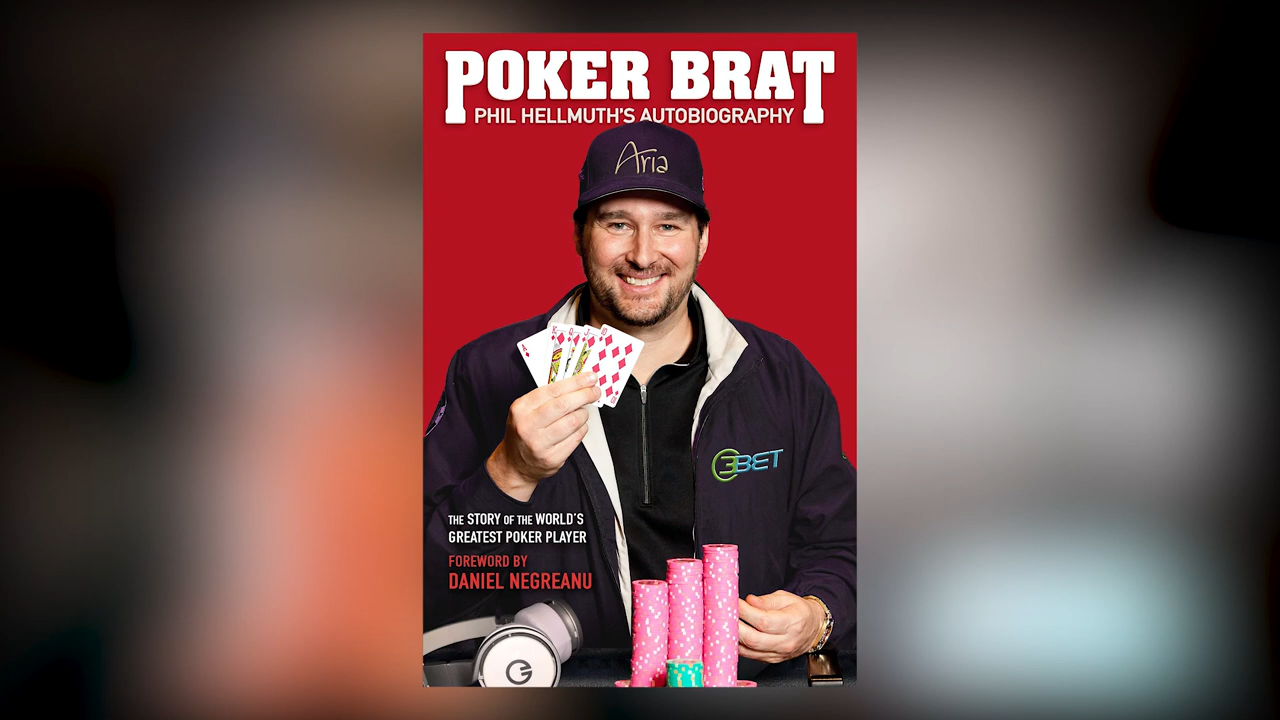 POKER BRAT
PHIL HELLMUTH'S AUTOBIOGRAPHY
Aria
3BET
THE STORY OF THE WORLD'S
GREATEST POKER PLAYER
FOREWORD BY
DANIEL NEGREANU